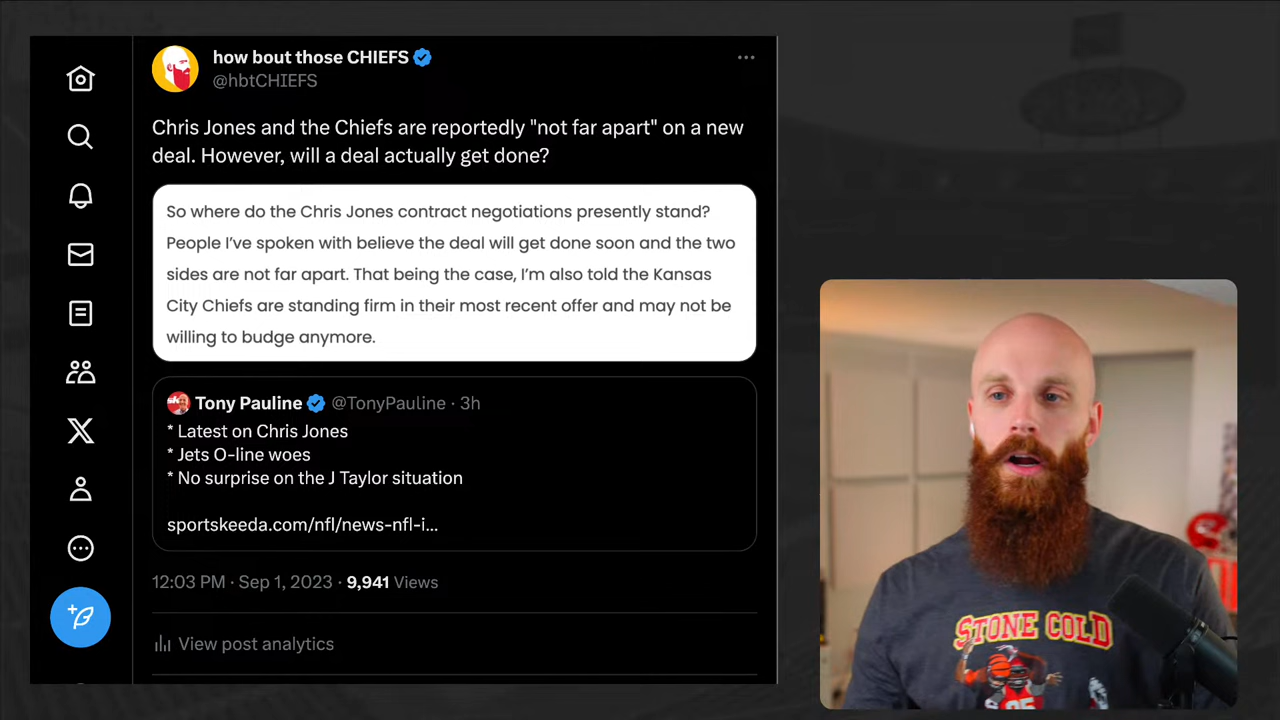 how bout those CHIEFS
@hbtCHIEFS
Chris Jones and the Chiefs are reportedly "not far apart" on a new
deal. However, will a deal actually get done?
So where do the Chris Jones contract negotiations presently stand?
People I've spoken with believe the deal will get done soon and the two
sides are not far apart. That being the case, I'm also told the Kansas
City Chiefs are standing firm in their most recent offer and may not be
willing to budge anymore.
Tony Pauline @TonyPauline · 3h
* Latest on Chris Jones
* Jets O-line woes
* No surprise on the J Taylor situation
sportskeeda.com/nfl/news-nfl-i...
12:03 PM · Sep 1, 2023 · 9,941 Views
View post analytics
STONE COLD